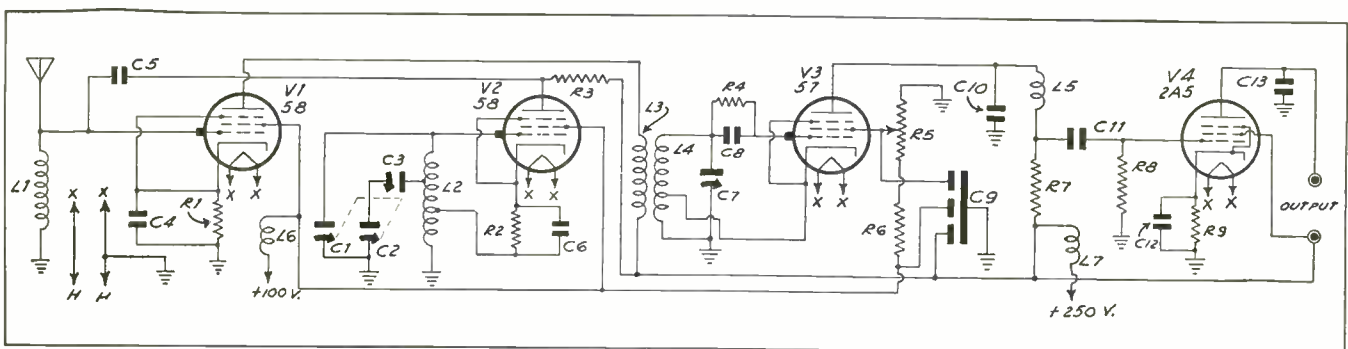 C5
V1
58
V2
58
R3
L3
L4
R4
C8
V3
57
C10
L5
V4
2A5
C13
R5
C11
L1
X
X
C4
R1
X
X
L6
C3
L2
C1
C2
R2
X
X
C6
C7
X
X
R6
C9
R7
R8
X
X
C12
R9
OUTPUT
L7
H
H
+100 V.
+250 V.